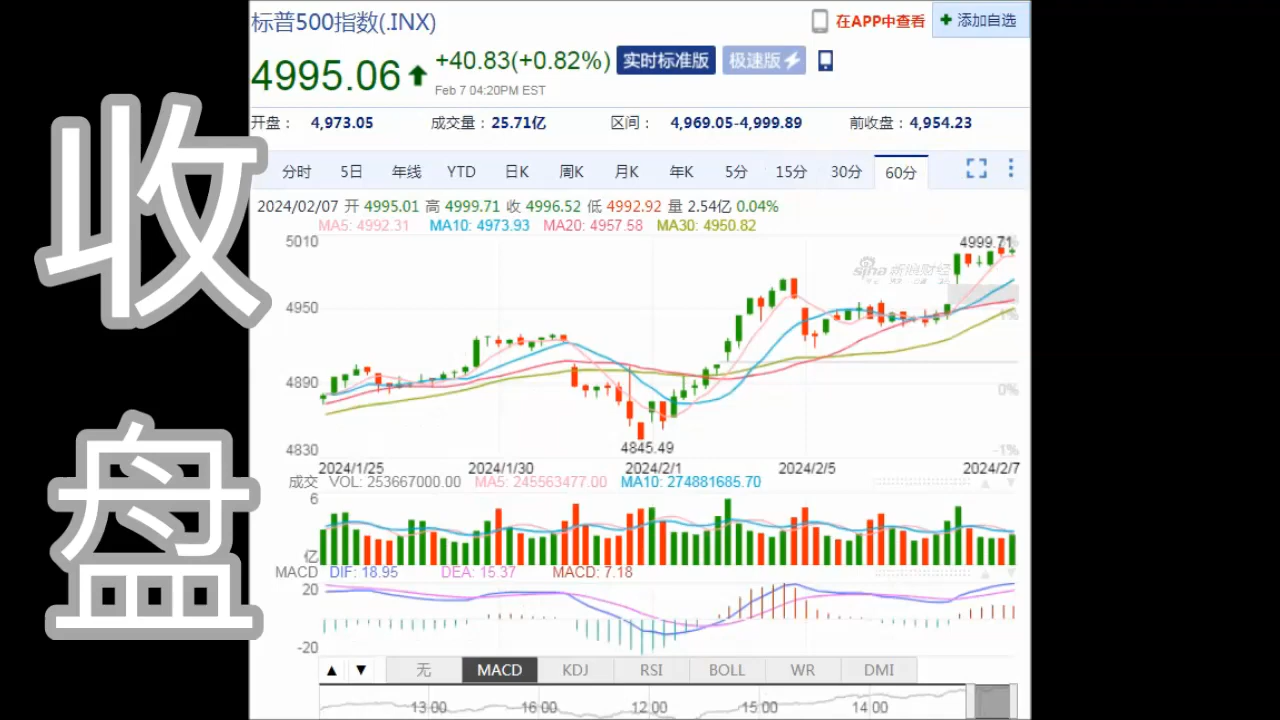 收盘
标普500指数(.INX)
在APP中查看
添加自选
4995.06
+40.83(+0.82%)
实时标准版
极速版
Feb 7 04:20PM EST
开盘： 4,973.05 成交量：25.71亿 区间： 4,969.05-4,999.89 前收盘：4,954.23
分时 5日 年线 YTD 日K 周K 月K 年K 5分 15分 30分 60分
2024/02/07 开 4995.01 高 4999.71 收 4996.52 低 4992.92 量 2.54亿 0.04%
MA5: 4992.31 MA10: 4973.93 MA20: 4957.58 MA30: 4950.82
5010
4999.71
sina 新浪财经
4950
1%
4890
0%
4845.49
4830
-1%
2024/1/25 2024/1/30 2024/2/1 2024/2/5 2024/2/7
成交 VOL: 253667000.00 MA5: 245563477.00 MA10: 274881685.70
6
亿
MACD DIF: 18.95 DEA: 15.37 MACD: 7.18
20
-20
▲ ▼ 无 MACD KDJ RSI BOLL WR DMI
13:00 16:00 12:00 15:00 14:00